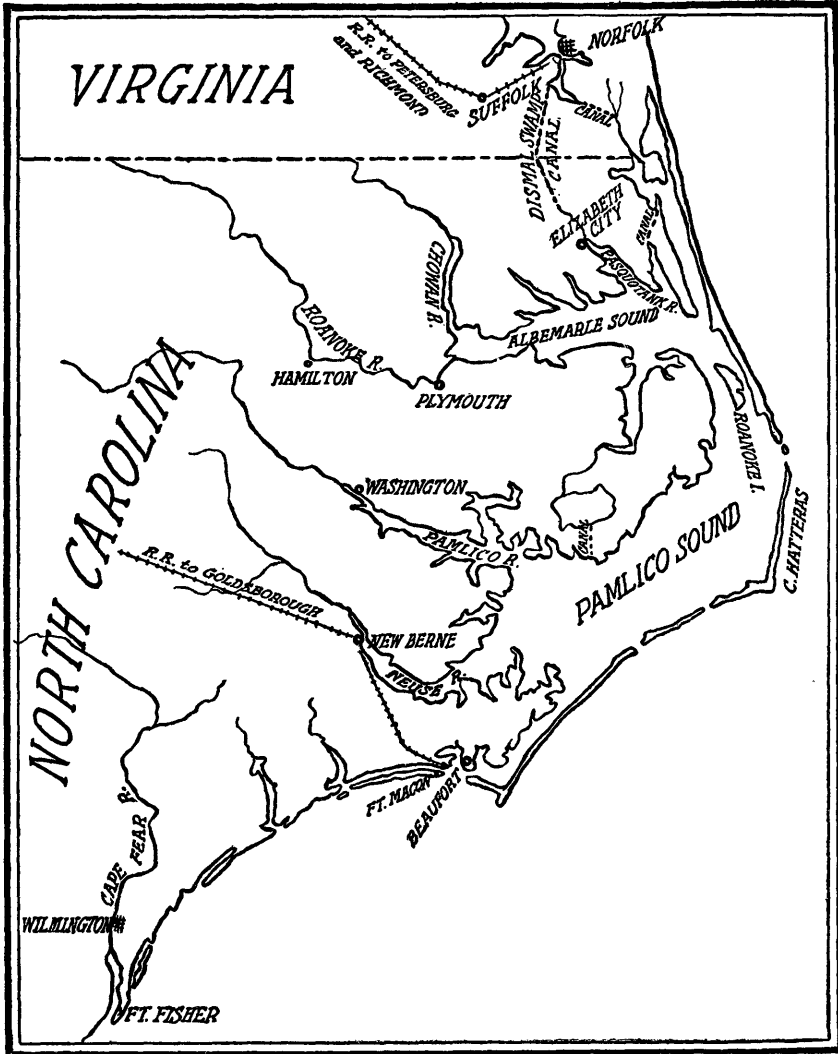 R.R. to PETERSBURG
and RICHMOND
NORFOLK
VIRGINIA
SUFFOLK
CANAL
DISMAL SWAMP
CANAL
ELIZABETH
CITY
CANAL
PASQUOTANK R.
CHOWAN R.
ALBEMARLE SOUND
ROANOKE R.
HAMILTON
PLYMOUTH
ROANOKE I.
NORTH CAROLINA
WASHINGTON
PAMLICO R.
CANAL
PAMLICO SOUND
C. HATTERAS
R.R. to GOLDSBOROUGH
NEW BERNE
NEUSE R.
FT. MACON
BEAUFORT
CAPE FEAR R.
WILMINGTON
FT. FISHER